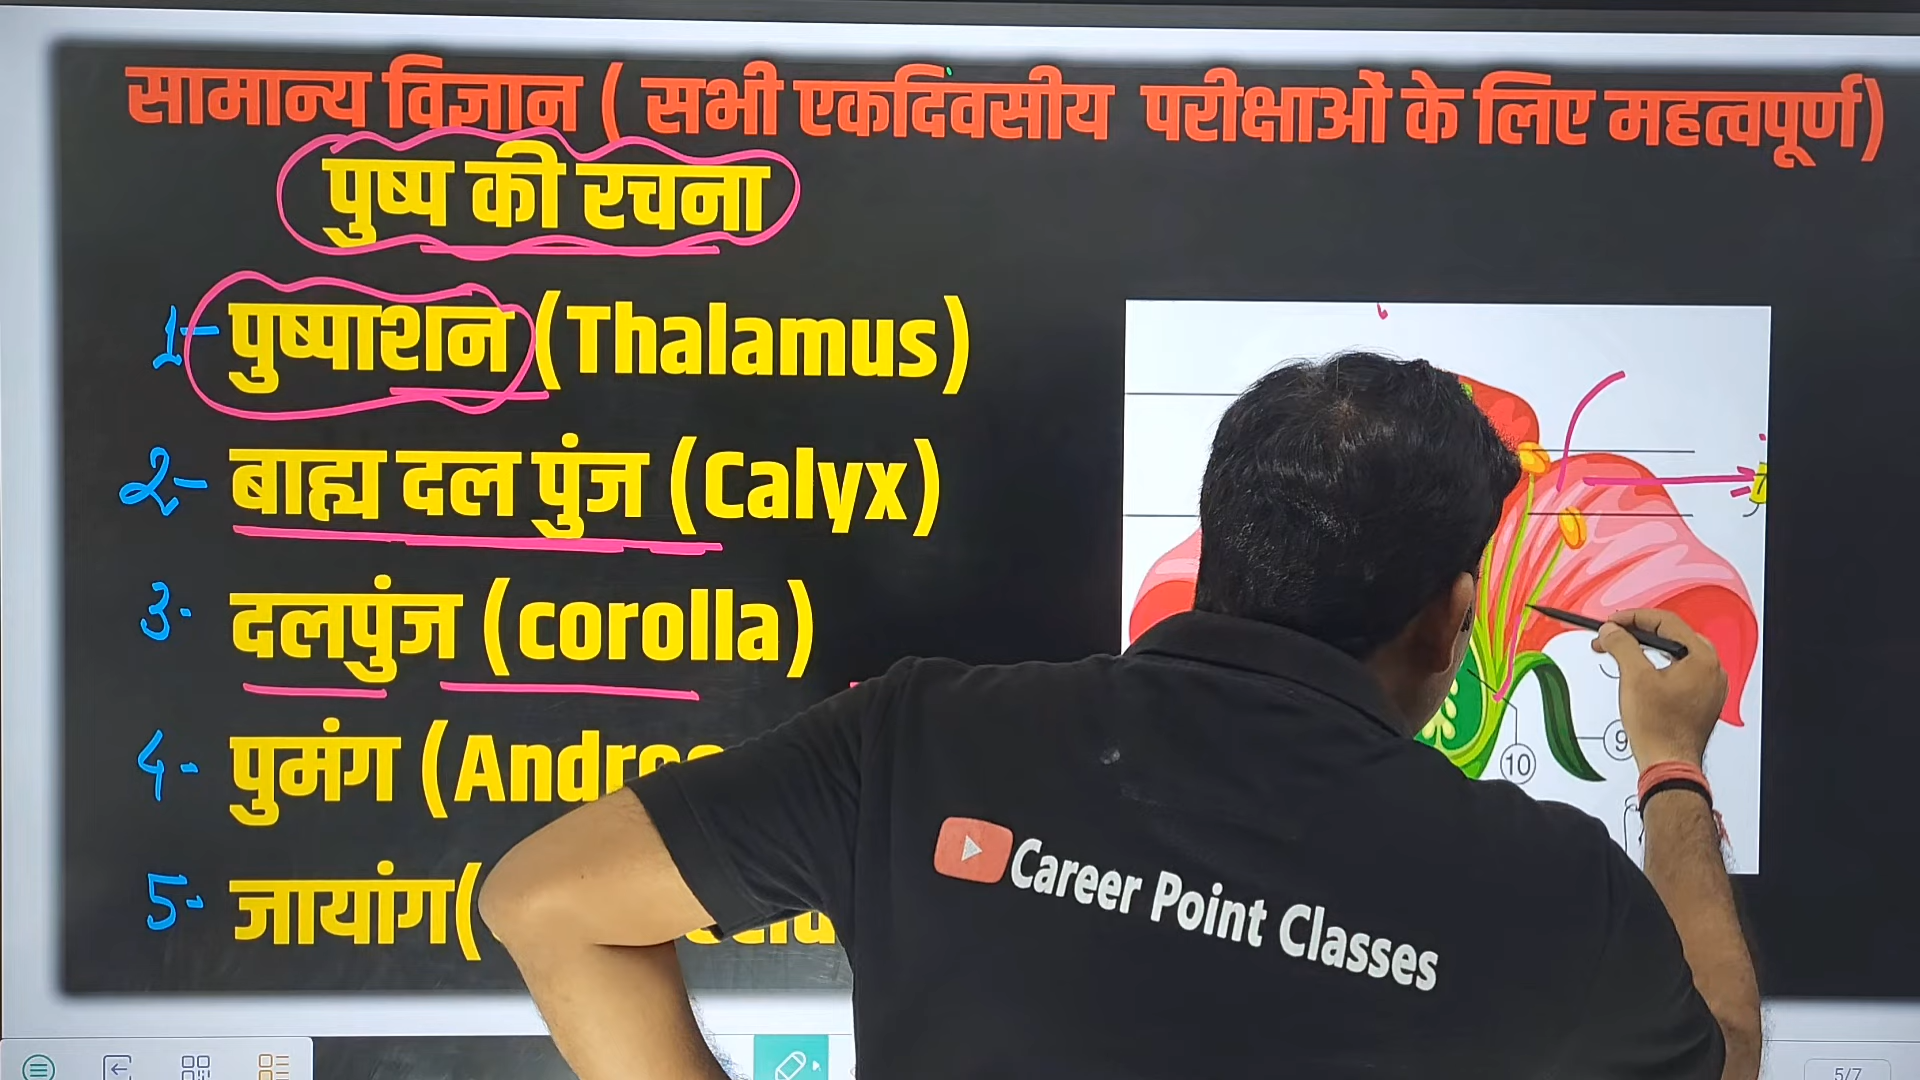 सामान्य विज्ञान ( सभी एकदिवसीय परीक्षाओं के लिए महत्वपूर्ण)
पुष्प की रचना
1- पुष्पाशन (Thalamus)
2- बाह्य दल पुंज (Calyx)
3- दलपुंज (corolla)
4- पुमंग (Andro
5- जायांग(
9
10
Career Point Classes
5/7